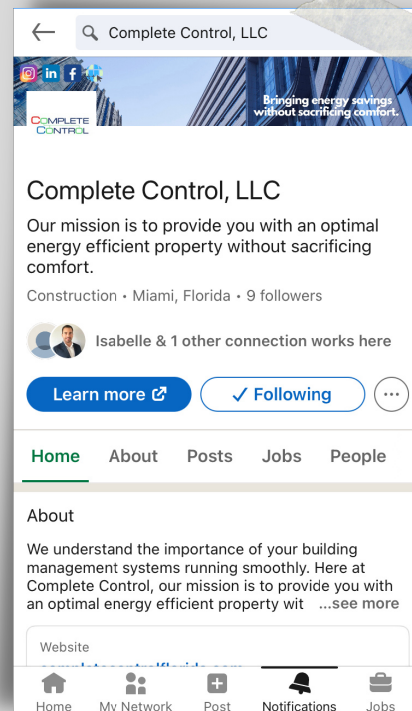 Complete Control, LLC
in f
COMPLETE
CONTROL
Bringing energy savings
without sacrificing comfort.
Complete Control, LLC
Our mission is to provide you with an optimal
energy efficient property without sacrificing
comfort.
Construction • Miami, Florida • 9 followers
Isabelle & 1 other connection works here
Learn more
Following
Home About Posts Jobs People
About
We understand the importance of your building
management systems running smoothly. Here at
Complete Control, our mission is to provide you with
an optimal energy efficient property wit ...see more
Website
Home My Network Post Notifications Jobs